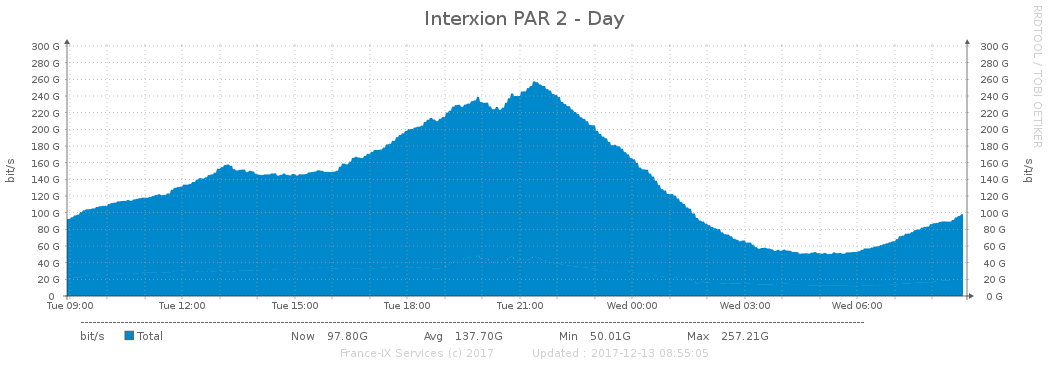 Interxion PAR 2 - Day
RRDTOOL / TOBI OETIKER
300 G 300 G
280 G 280 G
260 G 260 G
240 G 240 G
220 G 220 G
200 G 200 G
180 G 180 G
160 G 160 G
140 G 140 G
120 G 120 G
100 G 100 G
80 G 80 G
60 G 60 G
40 G 40 G
20 G 20 G
0 0 G
bit/s bit/s
Tue 09:00 Tue 12:00 Tue 15:00 Tue 18:00 Tue 21:00 Wed 00:00 Wed 03:00 Wed 06:00
bit/s Total Now 97.80G Avg 137.70G Min 50.01G Max 257.21G
France-IX Services (c) 2017 Updated : 2017-12-13 08:55:05